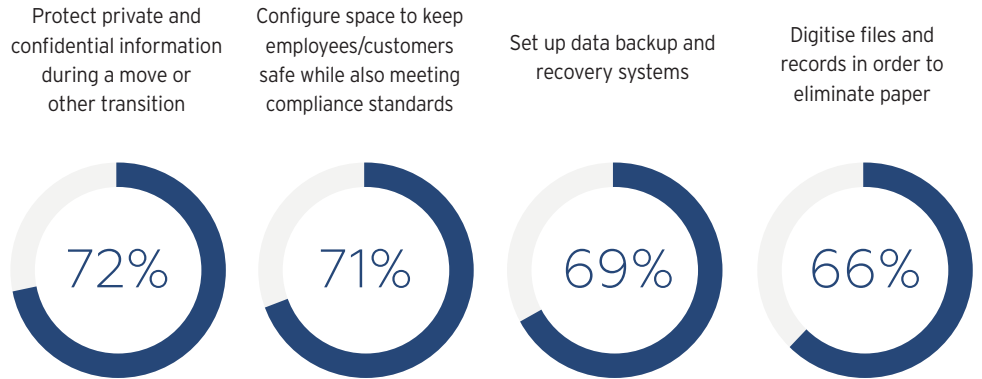 Protect private and
confidential information
during a move or
other transition
Configure space to keep
employees/customers
safe while also meeting
compliance standards
Set up data backup and
recovery systems
Digitise files and
records in order to
eliminate paper
72%
71%
69%
66%